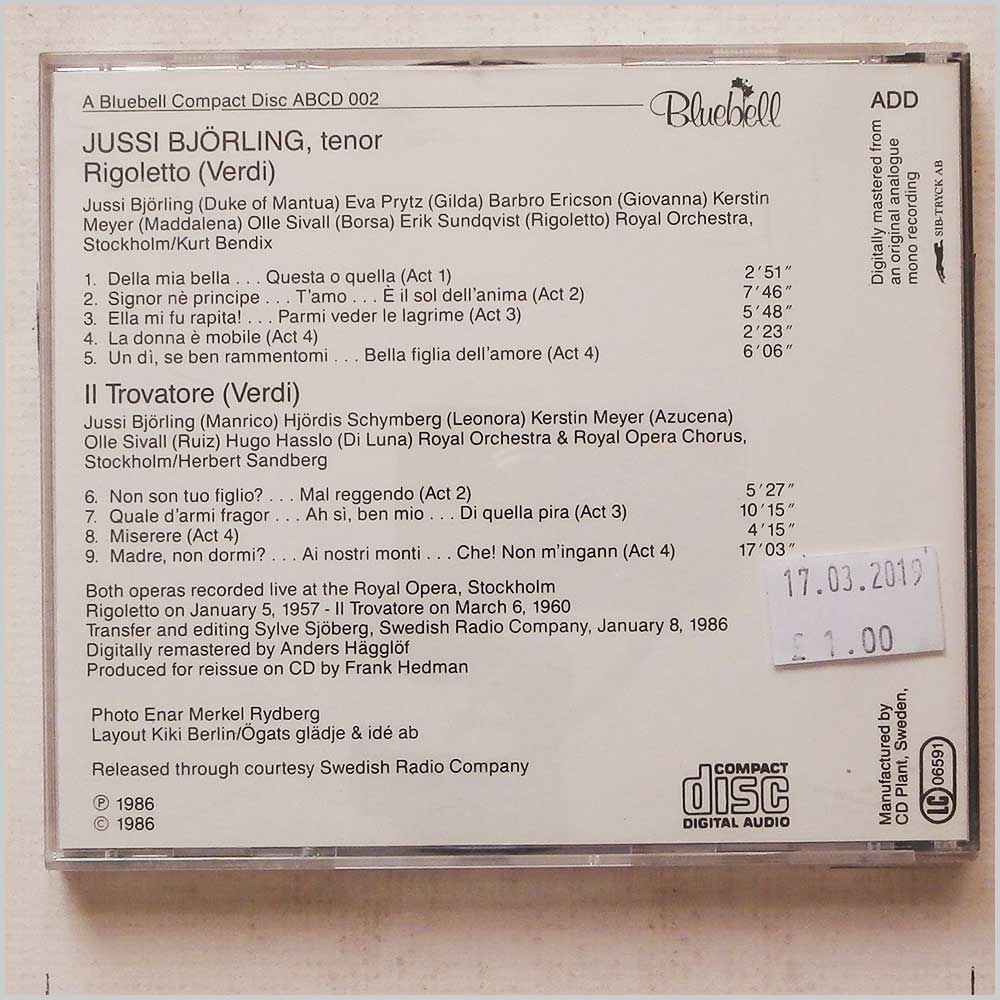 A Bluebell Compact Disc ABCD 002
Bluebell
ADD
JUSSI BJÖRLING, tenor
Rigoletto (Verdi)
Jussi Björling (Duke of Mantua) Eva Prytz (Gilda) Barbro Ericson (Giovanna) Kerstin
Meyer (Maddalena) Olle Sivall (Borsa) Erik Sundqvist (Rigoletto) Royal Orchestra,
Stockholm/Kurt Bendix
1. Della mia bella . . . Questa o quella (Act 1) 2′51″
2. Signor nè principe . . . T'amo . . . È il sol dell'anima (Act 2) 7′46″
3. Ella mi fu rapita! . . . Parmi veder le lagrime (Act 3) 5′48″
4. La donna è mobile (Act 4) 2′23″
5. Un dì, se ben rammentomi . . . Bella figlia dell'amore (Act 4) 6′06″
Il Trovatore (Verdi)
Jussi Björling (Manrico) Hjördis Schymberg (Leonora) Kerstin Meyer (Azucena)
Olle Sivall (Ruiz) Hugo Hasslo (Di Luna) Royal Orchestra & Royal Opera Chorus,
Stockholm/Herbert Sandberg
6. Non son tuo figlio? . . . Mal reggendo (Act 2) 5′27″
7. Quale d'armi fragor . . . Ah sì, ben mio . . . Di quella pira (Act 3) 10′15″
8. Miserere (Act 4) 4′15″
9. Madre, non dormi? . . . Ai nostri monti . . . Che! Non m'ingann (Act 4) 17′03″
Both operas recorded live at the Royal Opera, Stockholm
Rigoletto on January 5, 1957 - Il Trovatore on March 6, 1960
Transfer and editing Sylve Sjöberg, Swedish Radio Company, January 8, 1986
Digitally remastered by Anders Hägglöf
Produced for reissue on CD by Frank Hedman
Photo Enar Merkel Rydberg
Layout Kiki Berlin/Ögats glädje & idé ab
Released through courtesy Swedish Radio Company
℗ 1986
© 1986
COMPACT
disc
DIGITAL AUDIO
Digitally mastered from
an original analogue
mono recording
SIB-TRYCK AB
17.03.2019
£ 1.00
Manufactured by
CD Plant, Sweden,
LC 06591